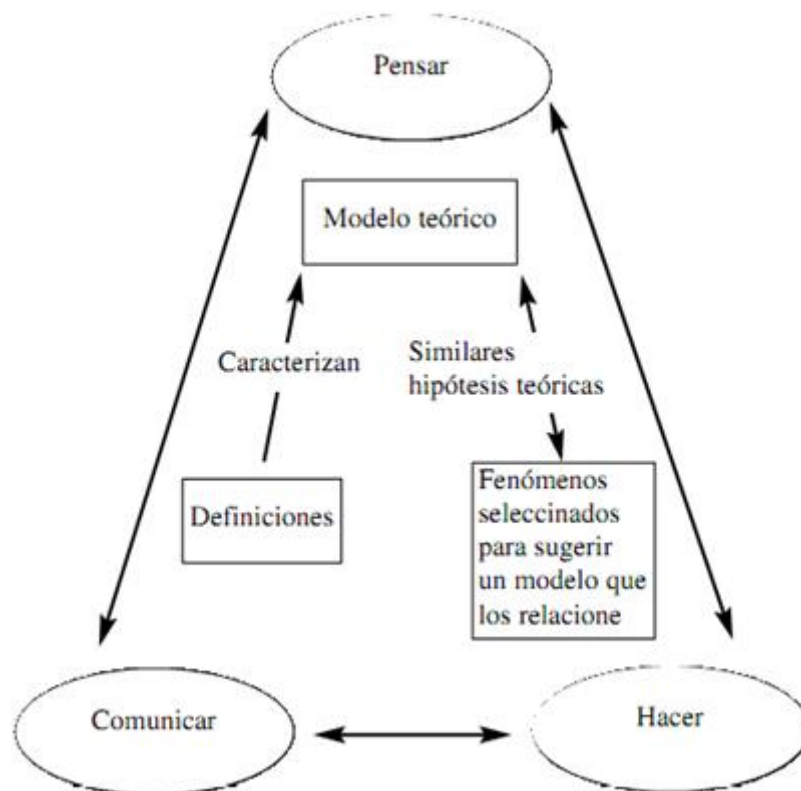 Pensar
Modelo teórico
Caracterizan
Similares
hipótesis teóricas
Definiciones
Fenómenos
seleccinados
para sugerir
un modelo que
los relacione
Comunicar
Hacer